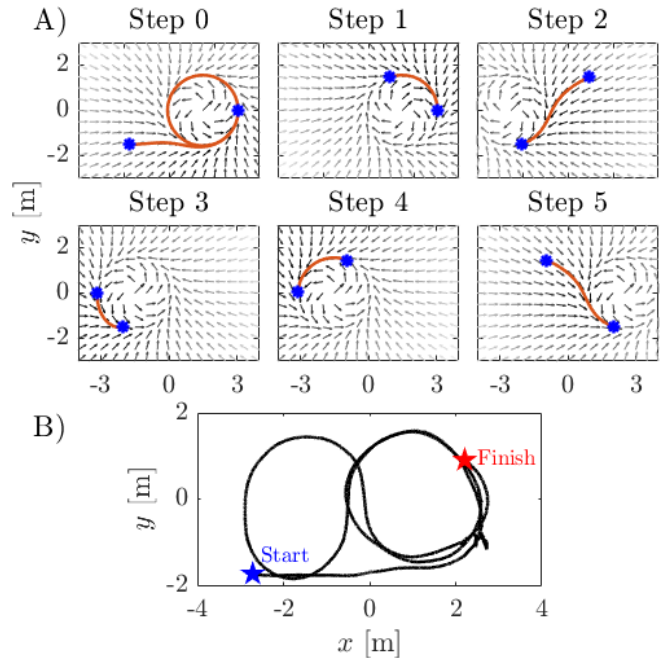 A)
Step 0 Step 1 Step 2
2
0
-2
Step 3 Step 4 Step 5
2
0
-2
y [m]
-3 0 3 -3 0 3 -3 0 3
B)
2
0
-2
y [m]
Finish
Start
-4 -2 0 2 4
x [m]